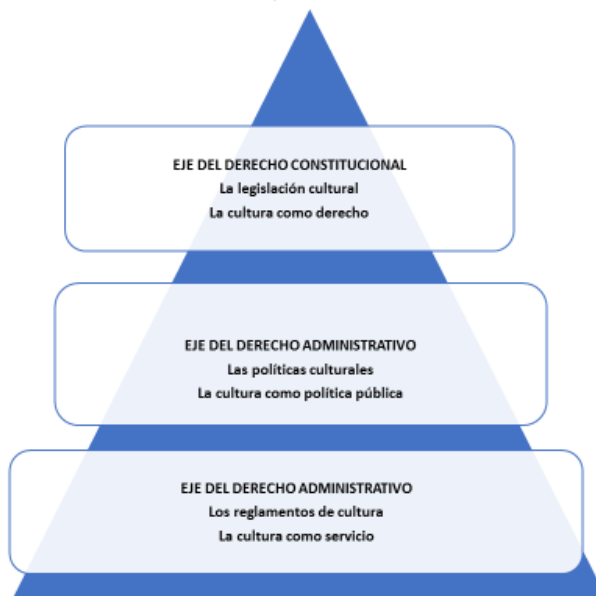 EJE DEL DERECHO CONSTITUCIONAL
La legislación cultural
La cultura como derecho
EJE DEL DERECHO ADMINISTRATIVO
Las políticas culturales
La cultura como política pública
EJE DEL DERECHO ADMINISTRATIVO
Los reglamentos de cultura
La cultura como servicio